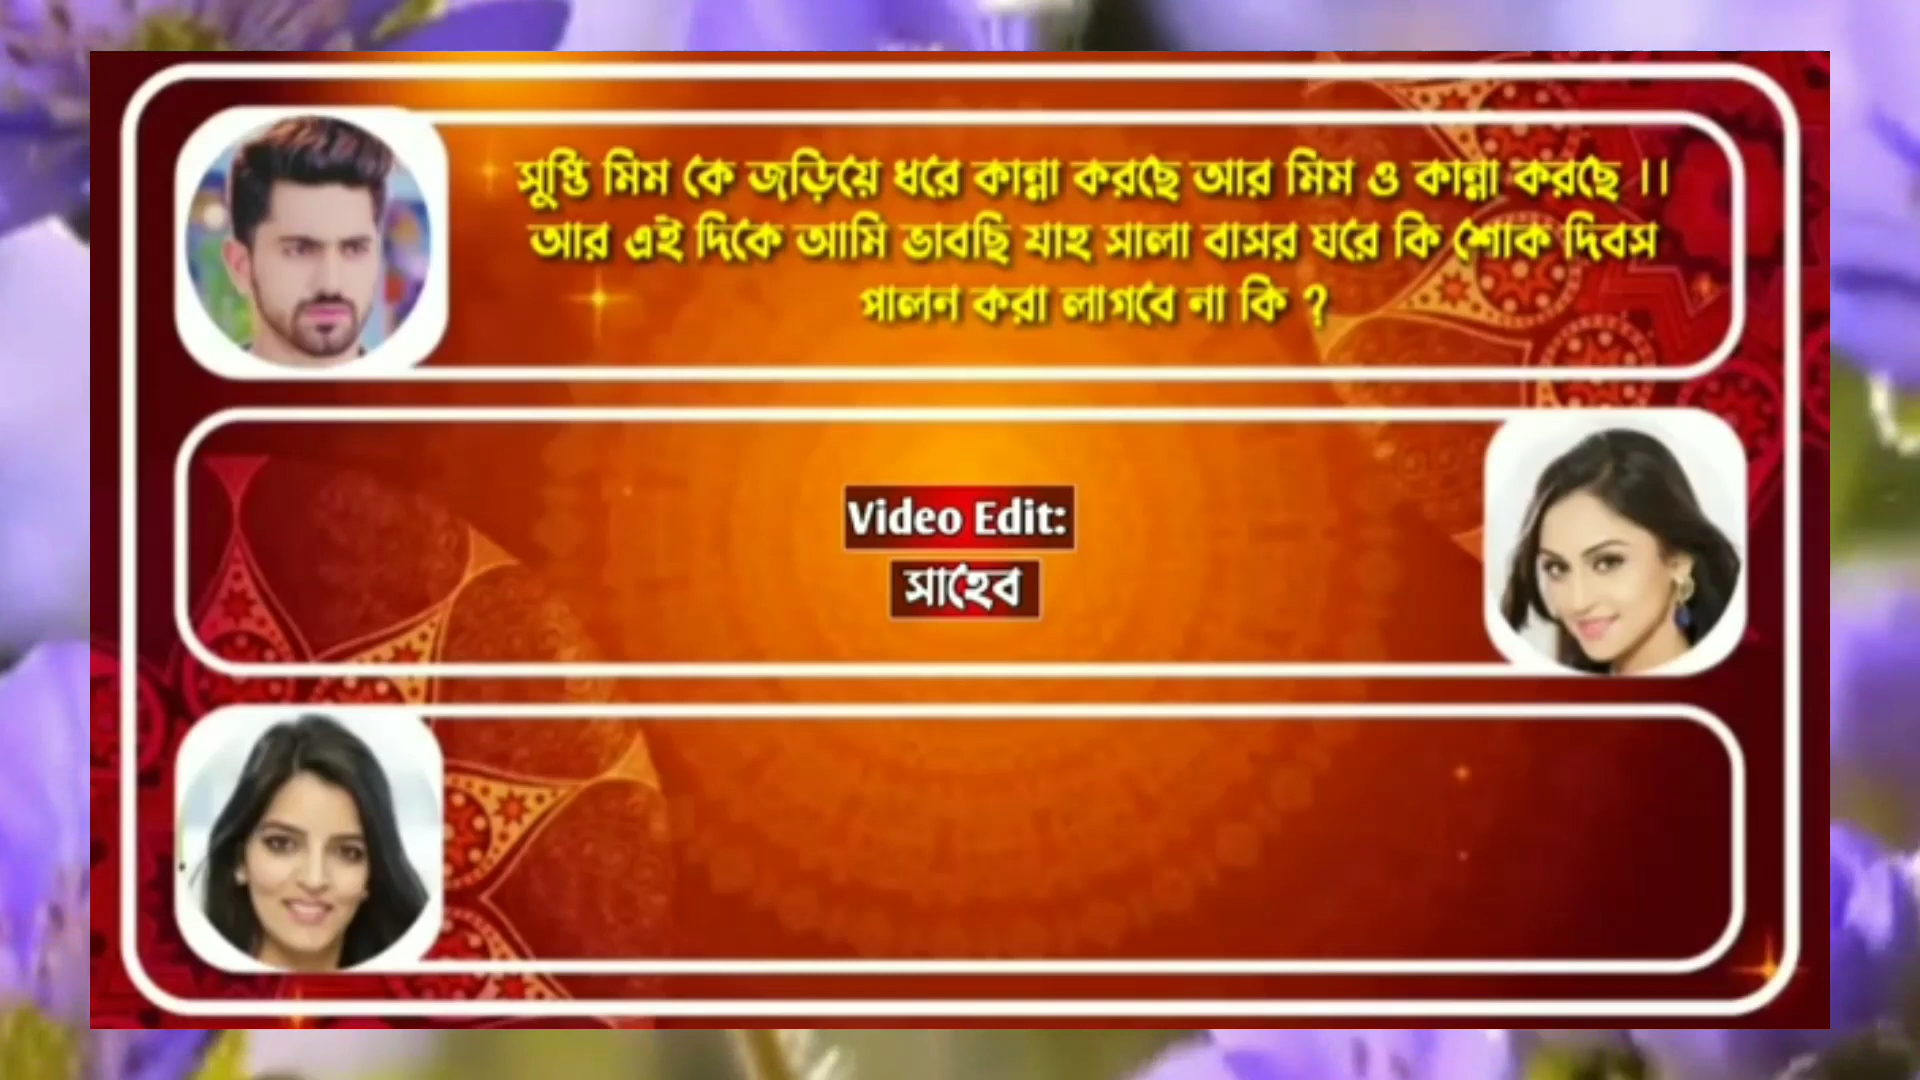 সুপ্তি মিম কে জড়িয়ে ধরে কান্না করছে আর মিম ও কান্না করছে ।।
আর এই দিকে আমি ভাবছি যাহ সালা বাসর ঘরে কি শোক দিবস
পালন করা লাগবে না কি ?
Video Edit:
সাহেব